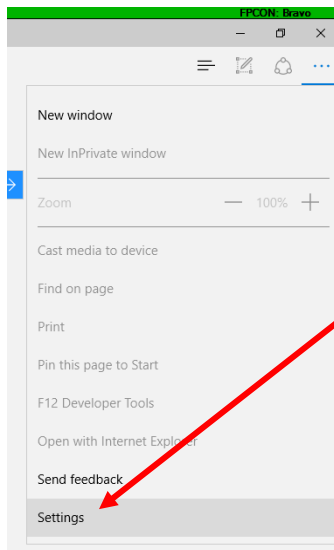 FPCON: Bravo
New window
New InPrivate window
Zoom 100%
Cast media to device
Find on page
Print
Pin this page to Start
F12 Developer Tools
Open with Internet Explorer
Send feedback
Settings